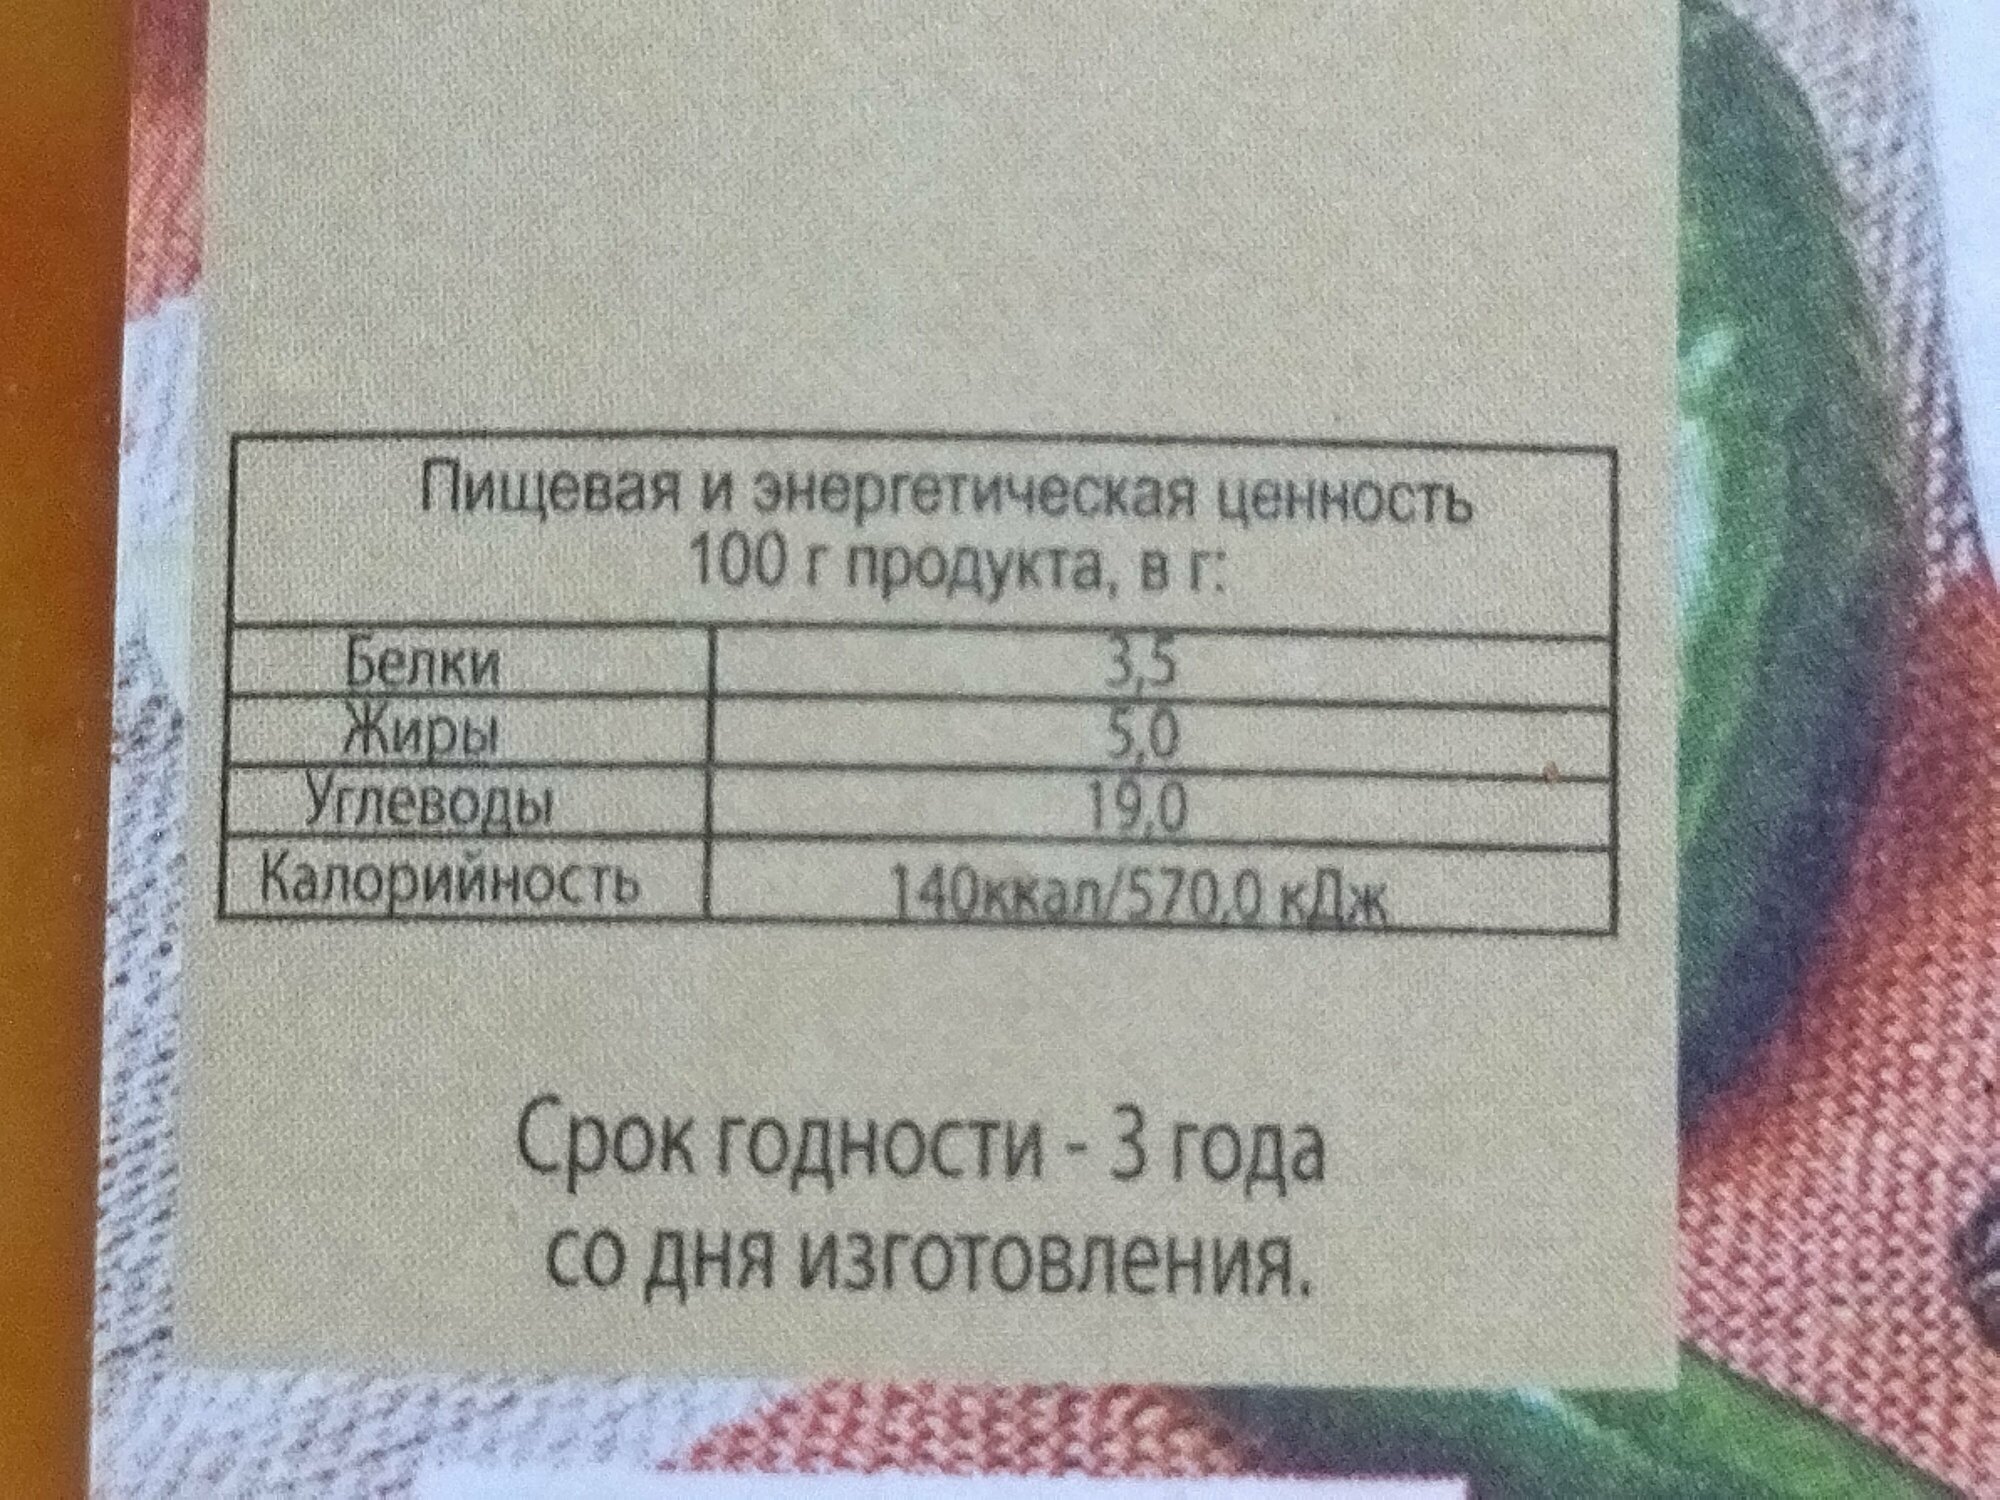 Пищевая и энергетическая ценность
100 г продукта, в г:
Белки 3,5
Жиры 5,0
Углеводы 19,0
Калорийность 140ккал/570,0 кДж
Срок годности - 3 года
со дня изготовления.